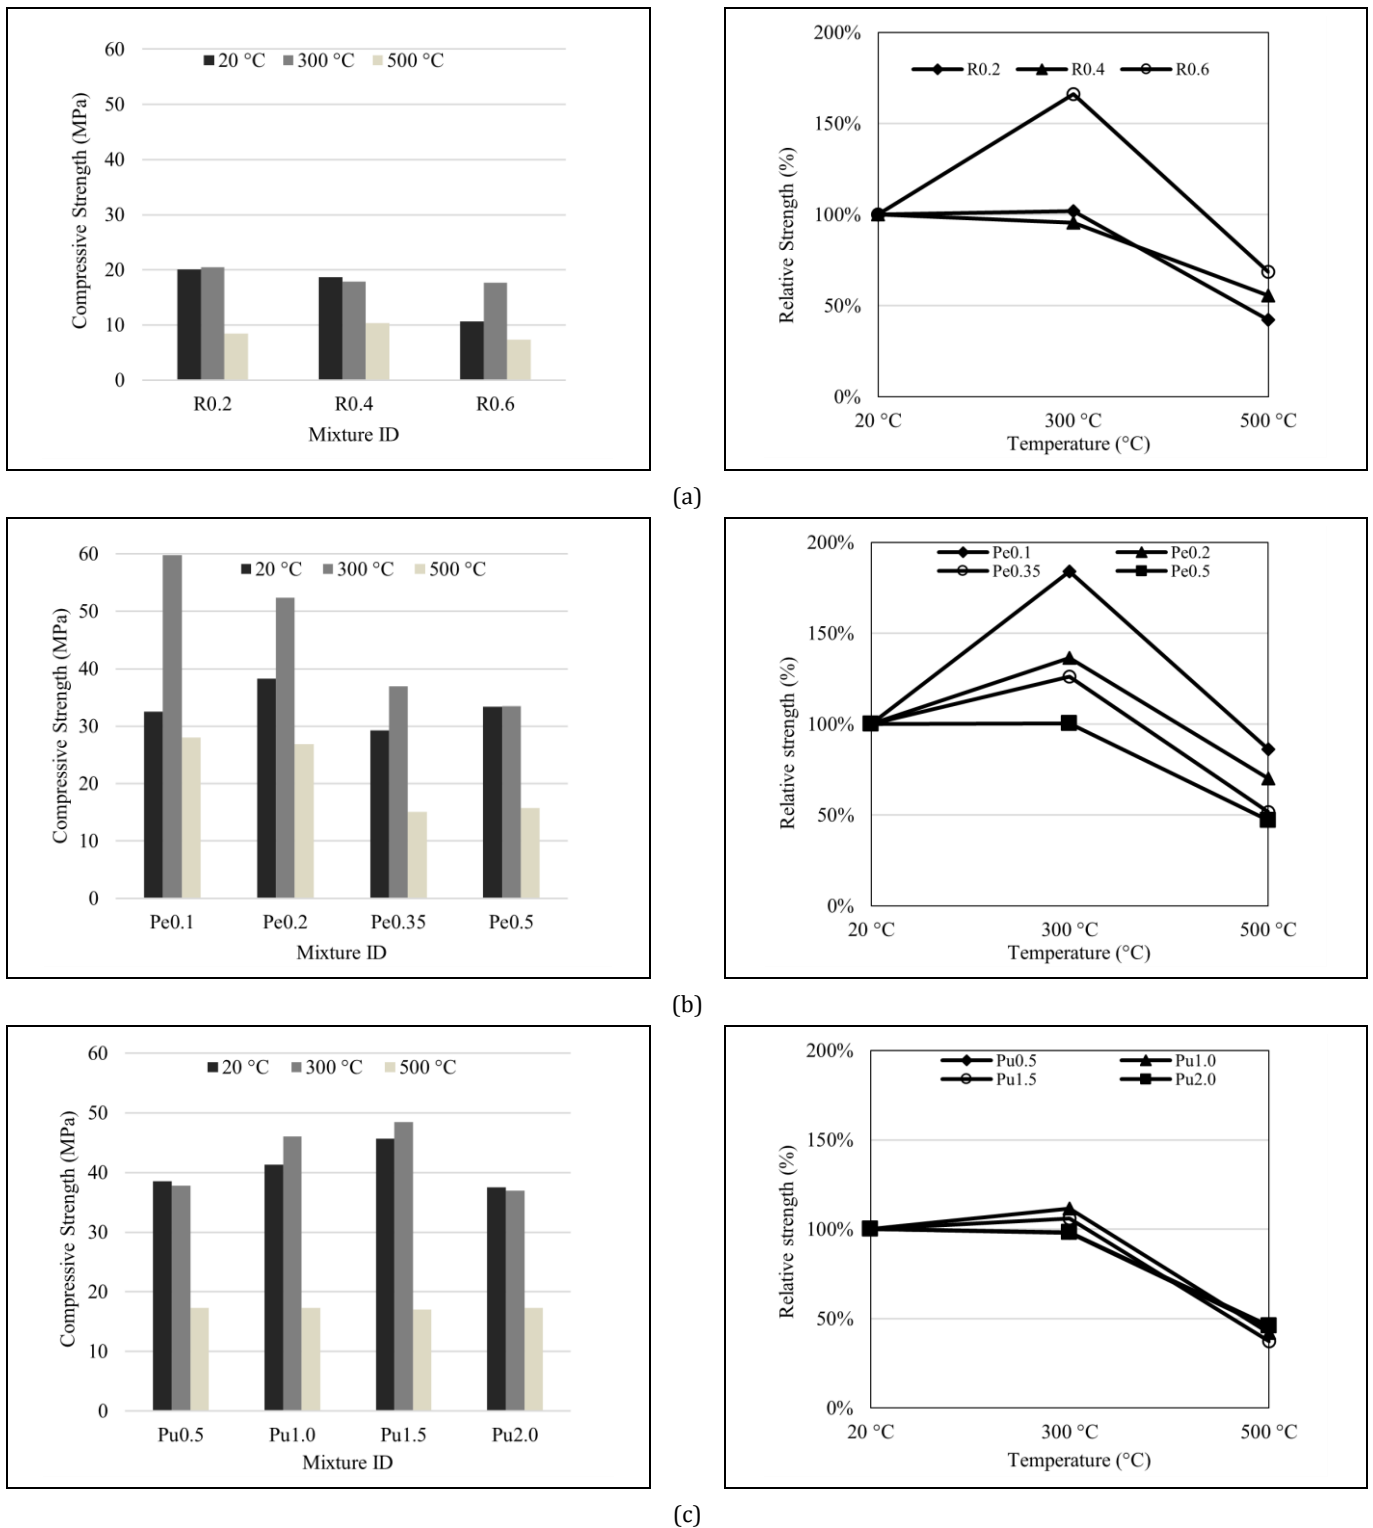 60
50
40
30
20
10
0
Compressive Strength (MPa)
20 °C 300 °C 500 °C
R0.2 R0.4 R0.6
Mixture ID
200%
150%
100%
50%
0%
Relative Strength (%)
R0.2 R0.4 R0.6
20 °C 300 °C 500 °C
Temperature (°C)
(a)
60
50
40
30
20
10
0
Compressive Strength (MPa)
20 °C 300 °C 500 °C
Pe0.1 Pe0.2 Pe0.35 Pe0.5
Mixture ID
200%
150%
100%
50%
0%
Relative strength (%)
Pe0.1 Pe0.2
Pe0.35 Pe0.5
20 °C 300 °C 500 °C
Temperature (°C)
(b)
60
50
40
30
20
10
0
Compressive Strength (MPa)
20 °C 300 °C 500 °C
Pu0.5 Pu1.0 Pu1.5 Pu2.0
Mixture ID
200%
150%
100%
50%
0%
Relative strength (%)
Pu0.5 Pu1.0
Pu1.5 Pu2.0
20 °C 300 °C 500 °C
Temperature (°C)
(c)